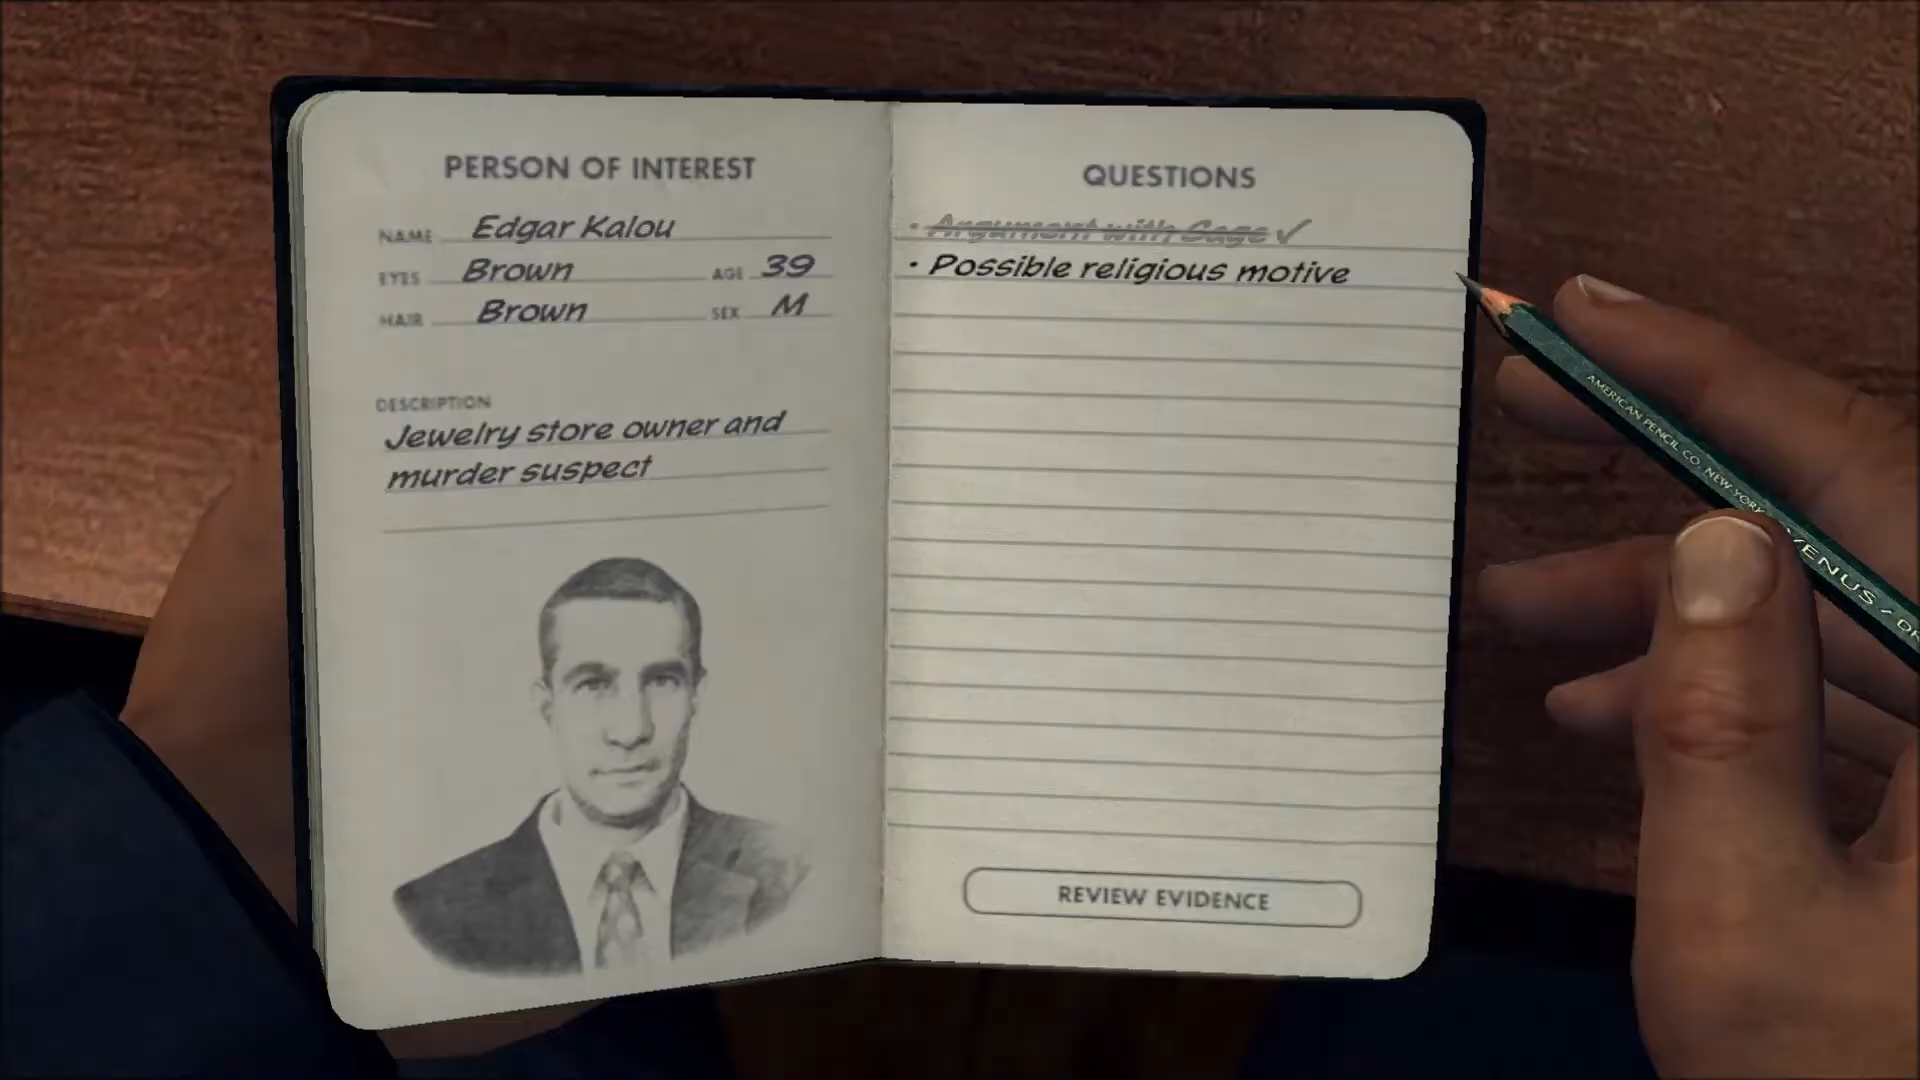 PERSON OF INTEREST
NAME Edgar Kalou
EYES Brown AGE 39
HAIR Brown SEX M
DESCRIPTION
Jewelry store owner and
murder suspect
QUESTIONS
· Argument with Gage ✓
· Possible religious motive
REVIEW EVIDENCE
AMERICAN PENCIL CO. NEW YORK
VENUS /